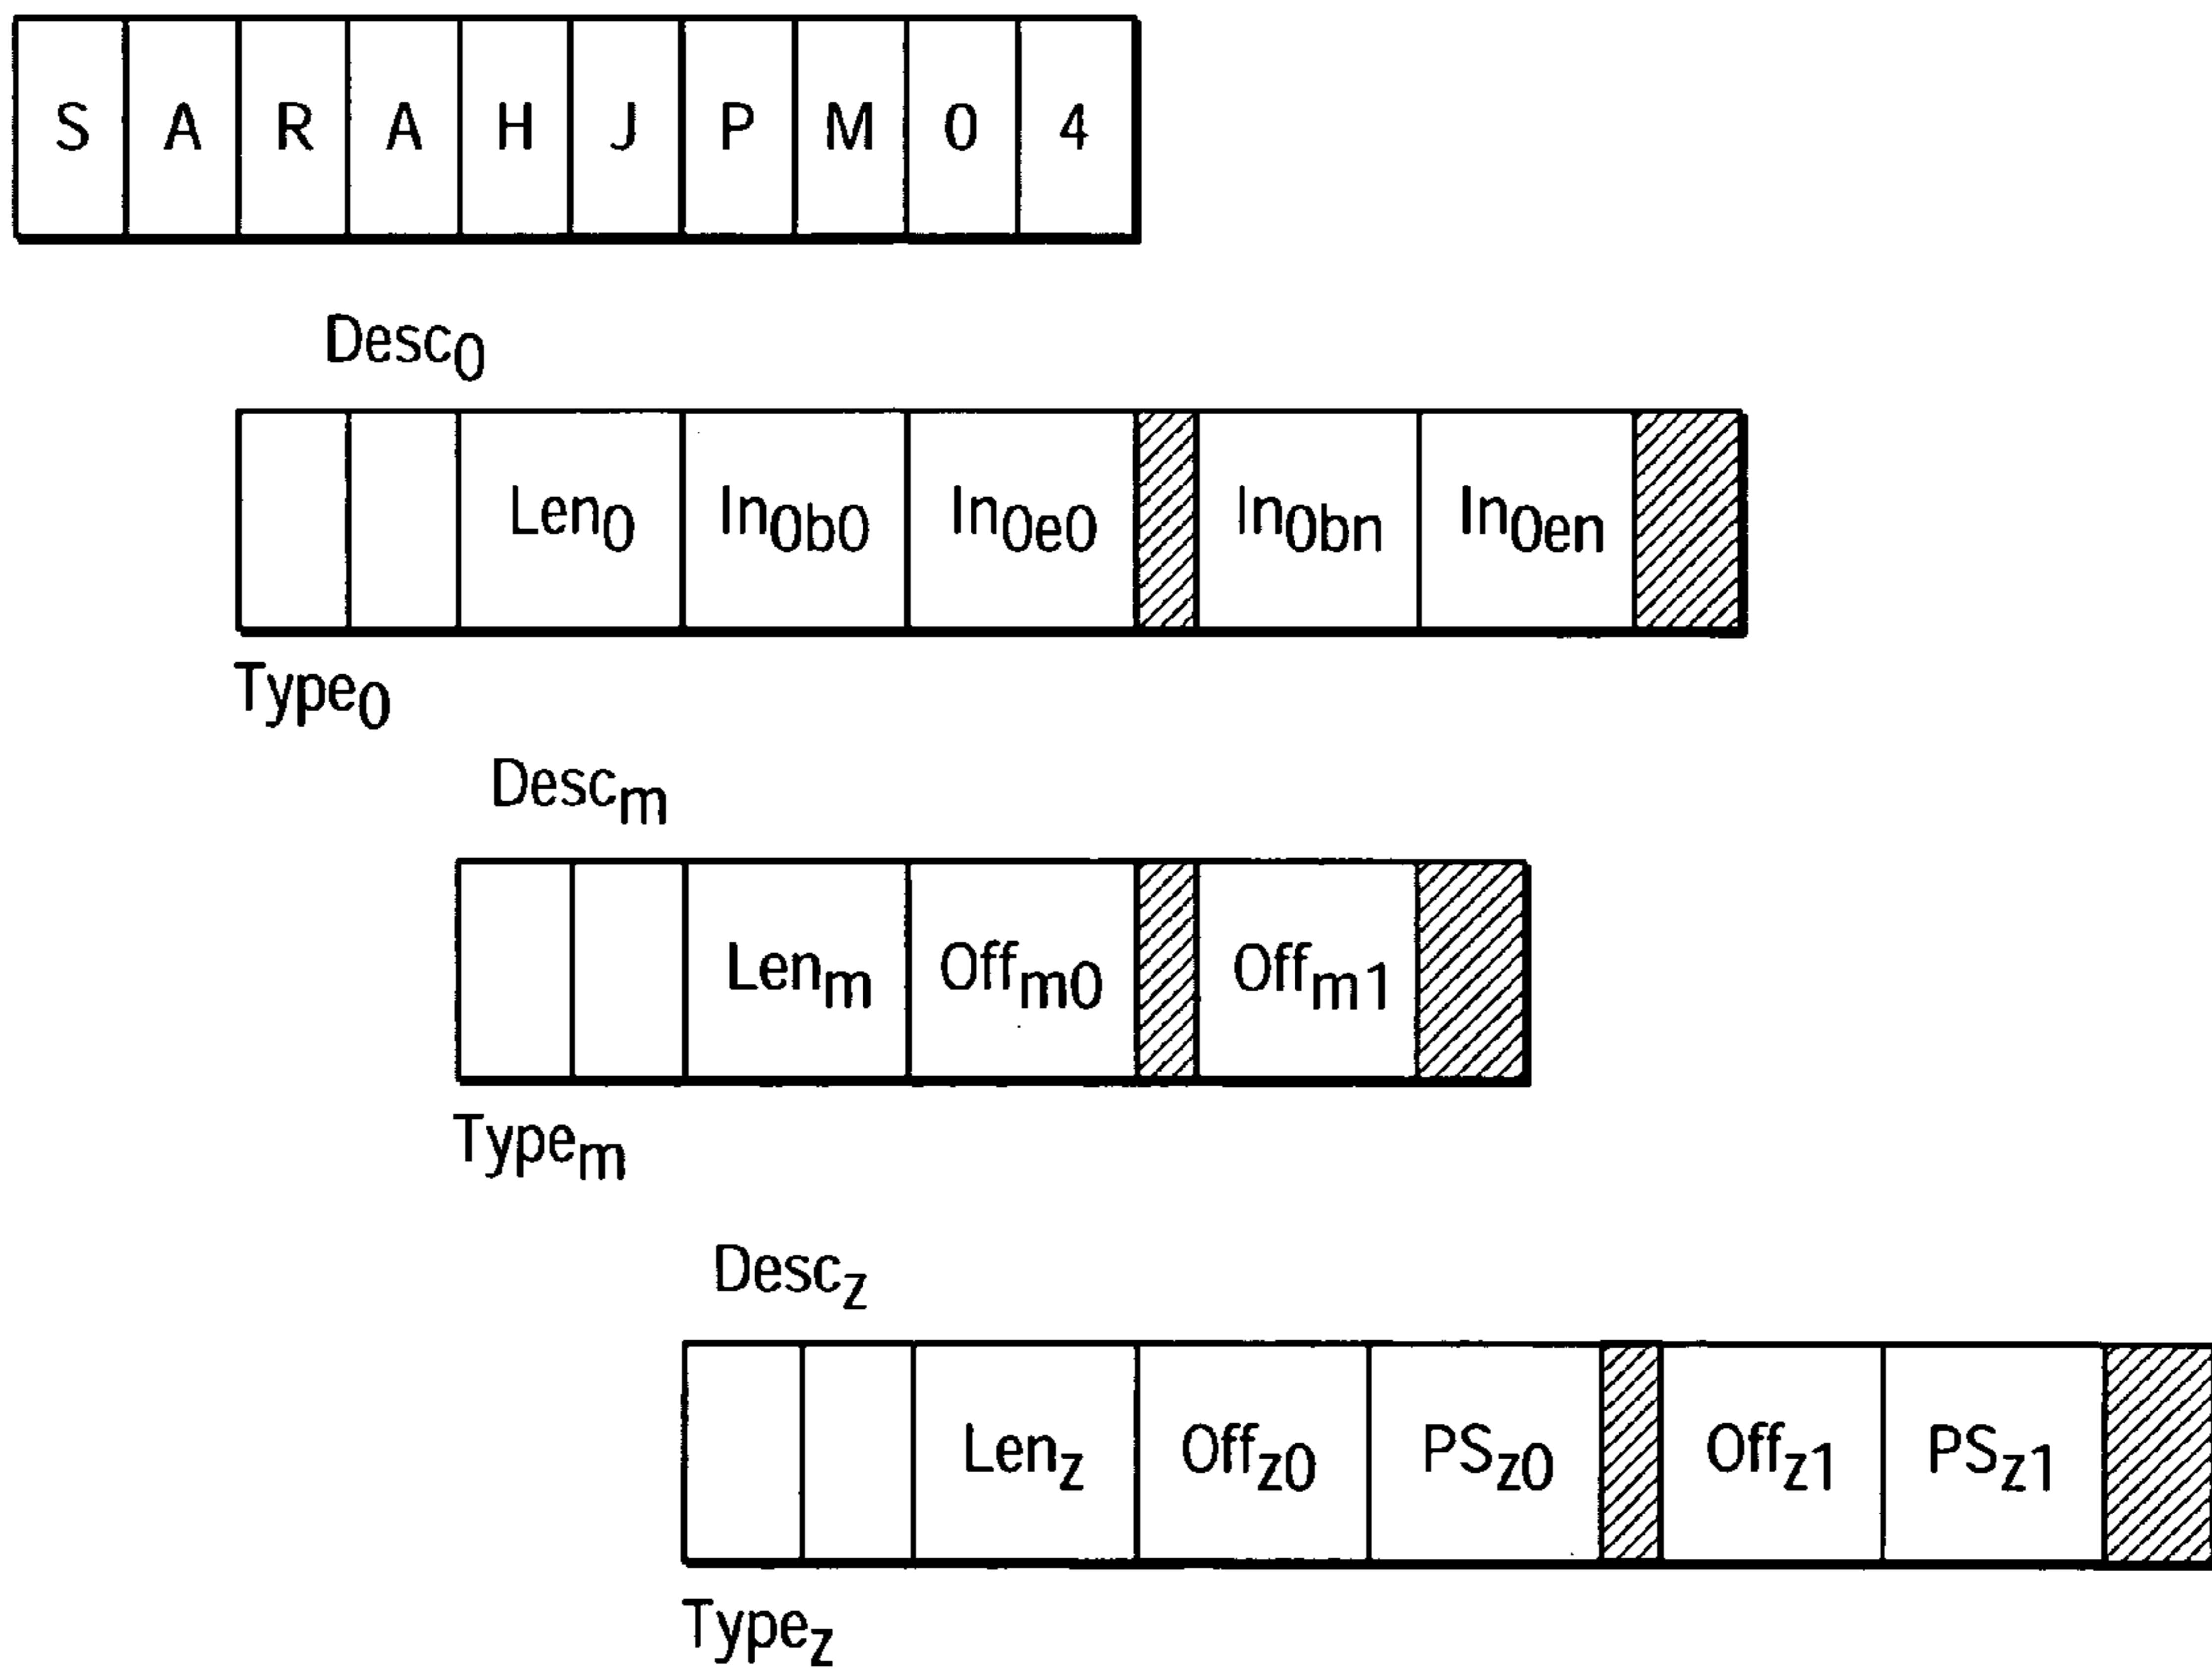 S A R A H J P M 0 4
Desc0
Len0 In0b0 In0e0 In0bn In0en
Type0
Descm
Lenm Offm0 Offm1
Typem
Descz
Lenz Offz0 PSz0 Offz1 PSz1
Typez